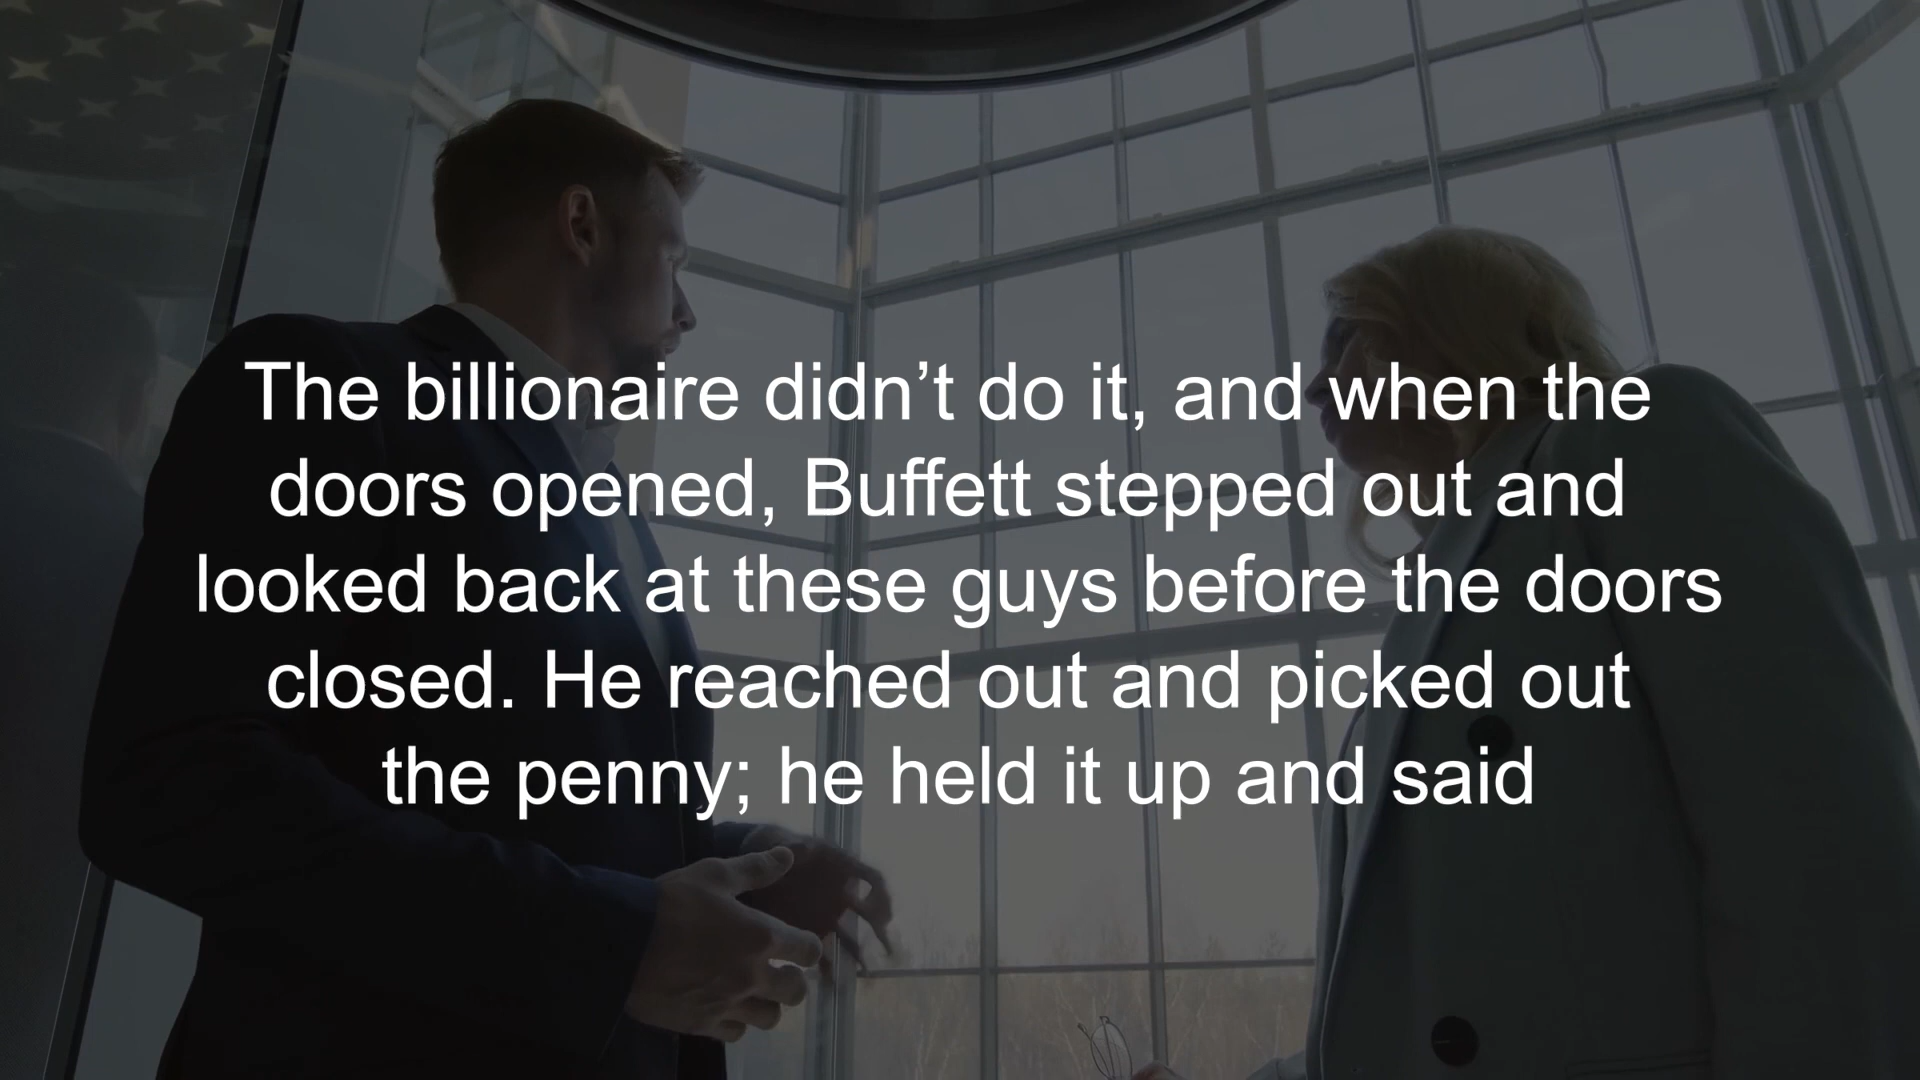 The billionaire didn’t do it, and when the
doors opened, Buffett stepped out and
looked back at these guys before the doors
closed. He reached out and picked out
the penny; he held it up and said